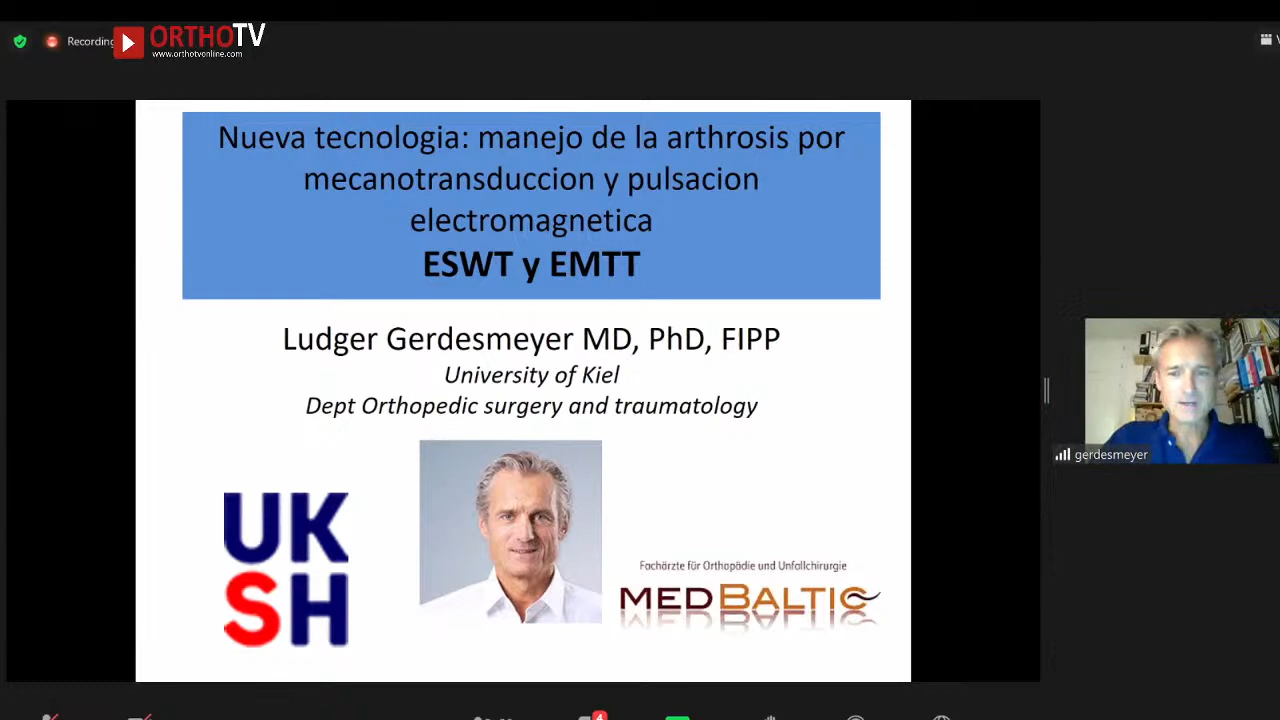 Recording
ORTHOTV
www.orthotvonline.com
Nueva tecnologia: manejo de la arthrosis por
mecanotransduccion y pulsacion
electromagnetica
ESWT y EMTT
Ludger Gerdesmeyer MD, PhD, FIPP
University of Kiel
Dept Orthopedic surgery and traumatology
gerdesmeyer
UK
SH
Fachärzte für Orthopädie und Unfallchirurgie
MEDBALTIC
4